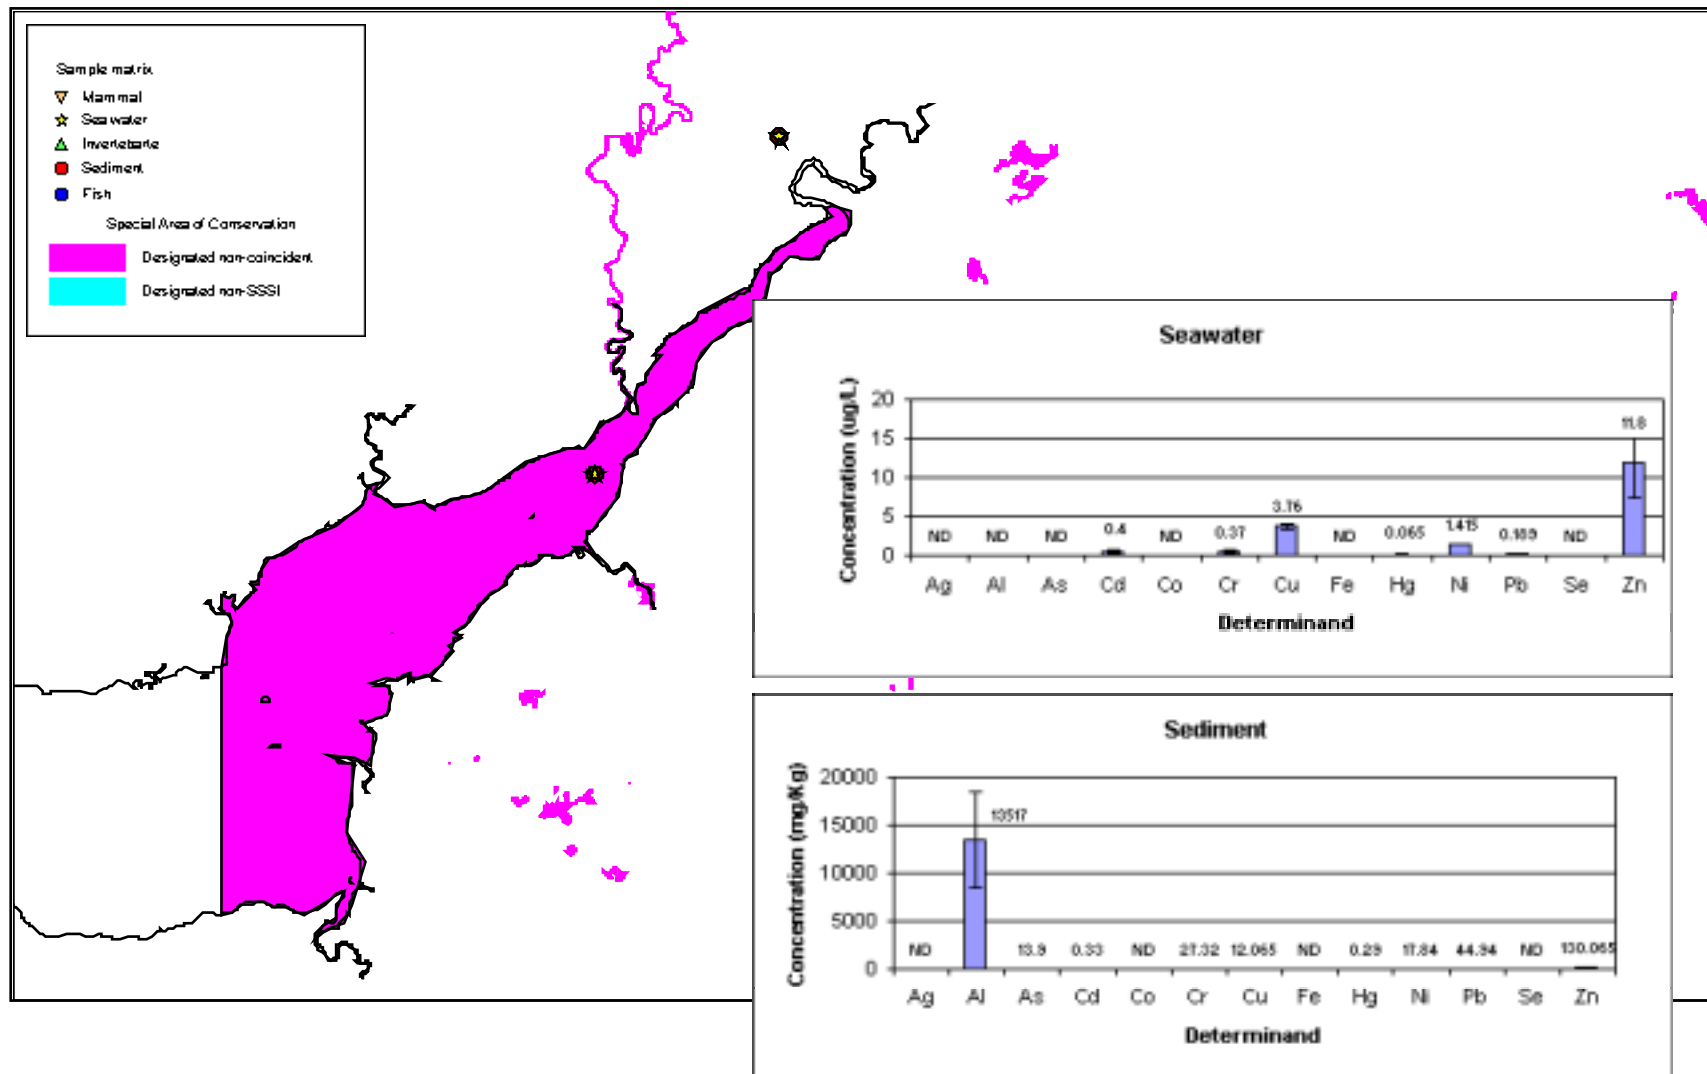 Sample matrix
Mammal
Seawater
Invertebarte
Sediment
Fish
Special Area of Conservation
Designated non-coincident
Designated non-SSSI
Seawater
Concentration (ug/L)
20
15
10
5
0
ND ND ND 0.4 ND 0.37 3.76 ND 0.065 1.415 0.189 ND 11.8
Ag Al As Cd Co Cr Cu Fe Hg Ni Pb Se Zn
Determinand
Sediment
Concentration (mg/Kg)
20000
15000
10000
5000
0
ND 13517 13.9 0.33 ND 27.32 12.065 ND 0.29 17.84 44.94 ND 130.065
Ag Al As Cd Co Cr Cu Fe Hg Ni Pb Se Zn
Determinand